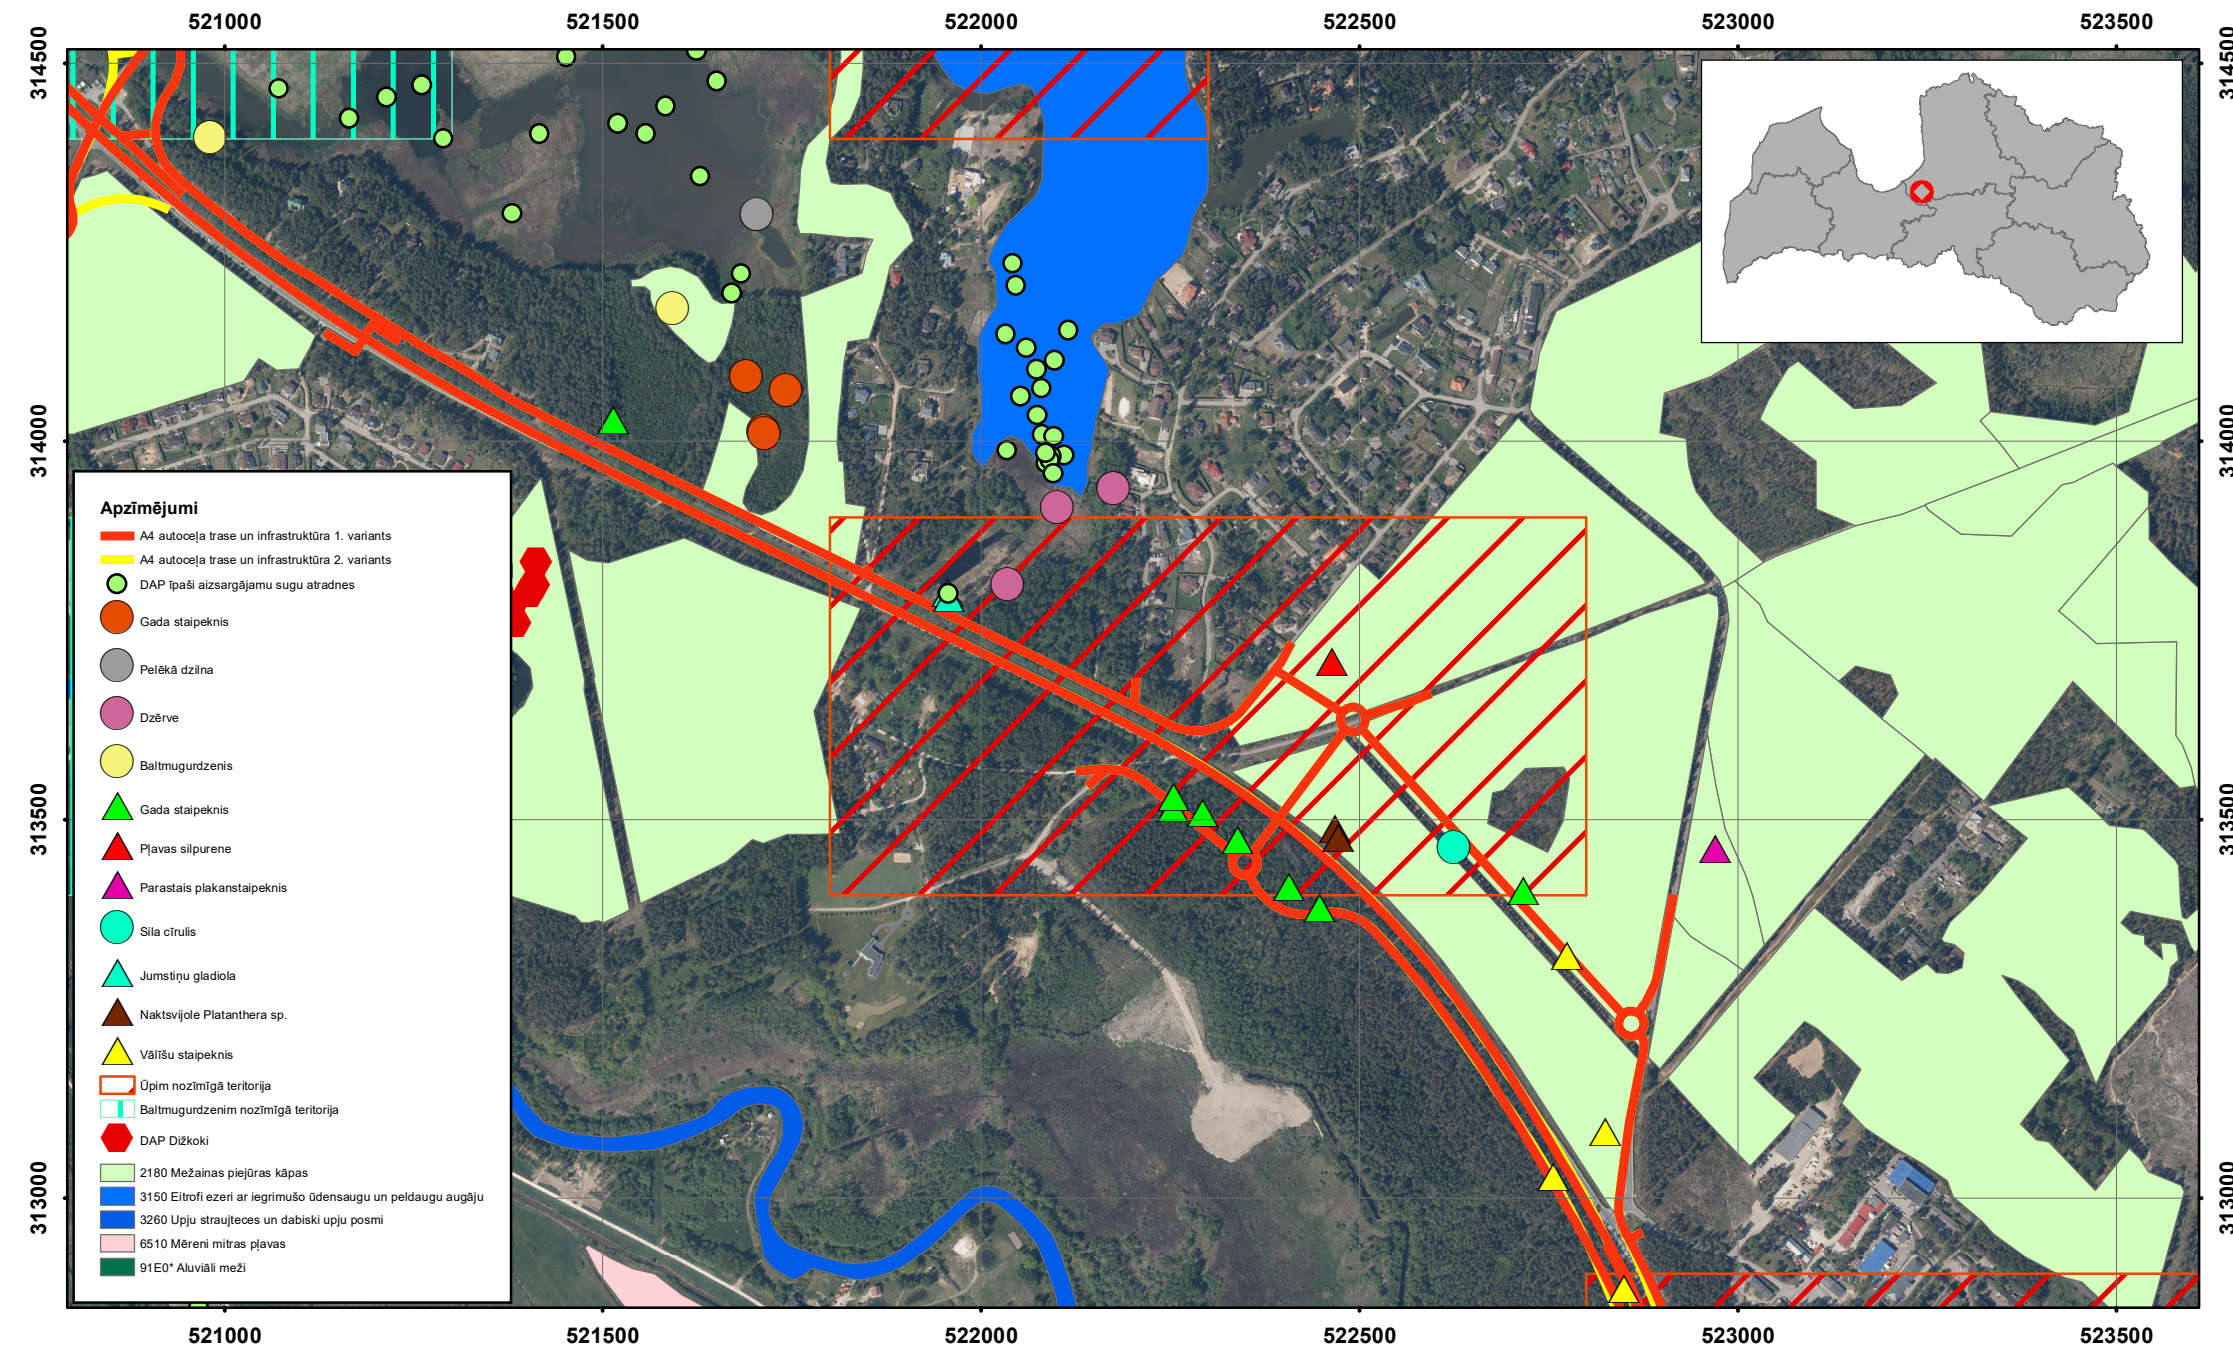 521000 521500 522000 522500 523000 523500
314500 314500
314000 314000
313500 313500
313000 313000
Apzīmējumi
A4 autoceļa trase un infrastruktūra 1. variants
A4 autoceļa trase un infrastruktūra 2. variants
DAP īpaši aizsargājamu sugu atradnes
Gada staipeknis
Pelēkā dzilna
Dzērve
Baltmugurdzenis
Gada staipeknis
Pļavas silpurene
Parastais plakanstaipeknis
Sila cīrulis
Jumstiņu gladiola
Naktsvijole Platanthera sp.
Vālīšu staipeknis
Ūpim nozīmīgā teritorija
Baltmugurdzenim nozīmīgā teritorija
DAP Dižkoki
2180 Mežainas piejūras kāpas
3150 Eitrofi ezeri ar iegrimušo ūdensaugu un peldaugu augāju
3260 Upju straujteces un dabiski upju posmi
6510 Mēreni mitras pļavas
91E0* Aluviāli meži
521000 521500 522000 522500 523000 523500